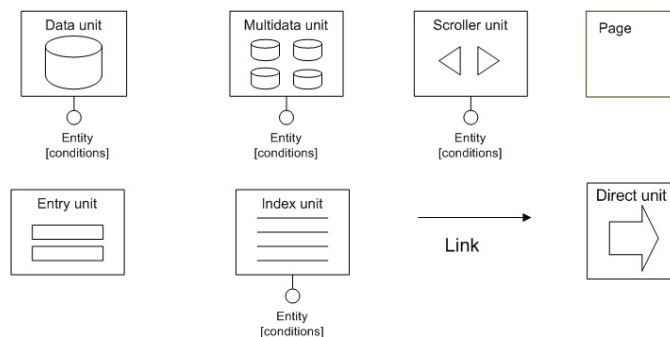 Data unit
Multidata unit
Scroller unit
Page
Entity
[conditions]
Entity
[conditions]
Entity
[conditions]
Entry unit
Index unit
Link
Direct unit
Entity
[conditions]